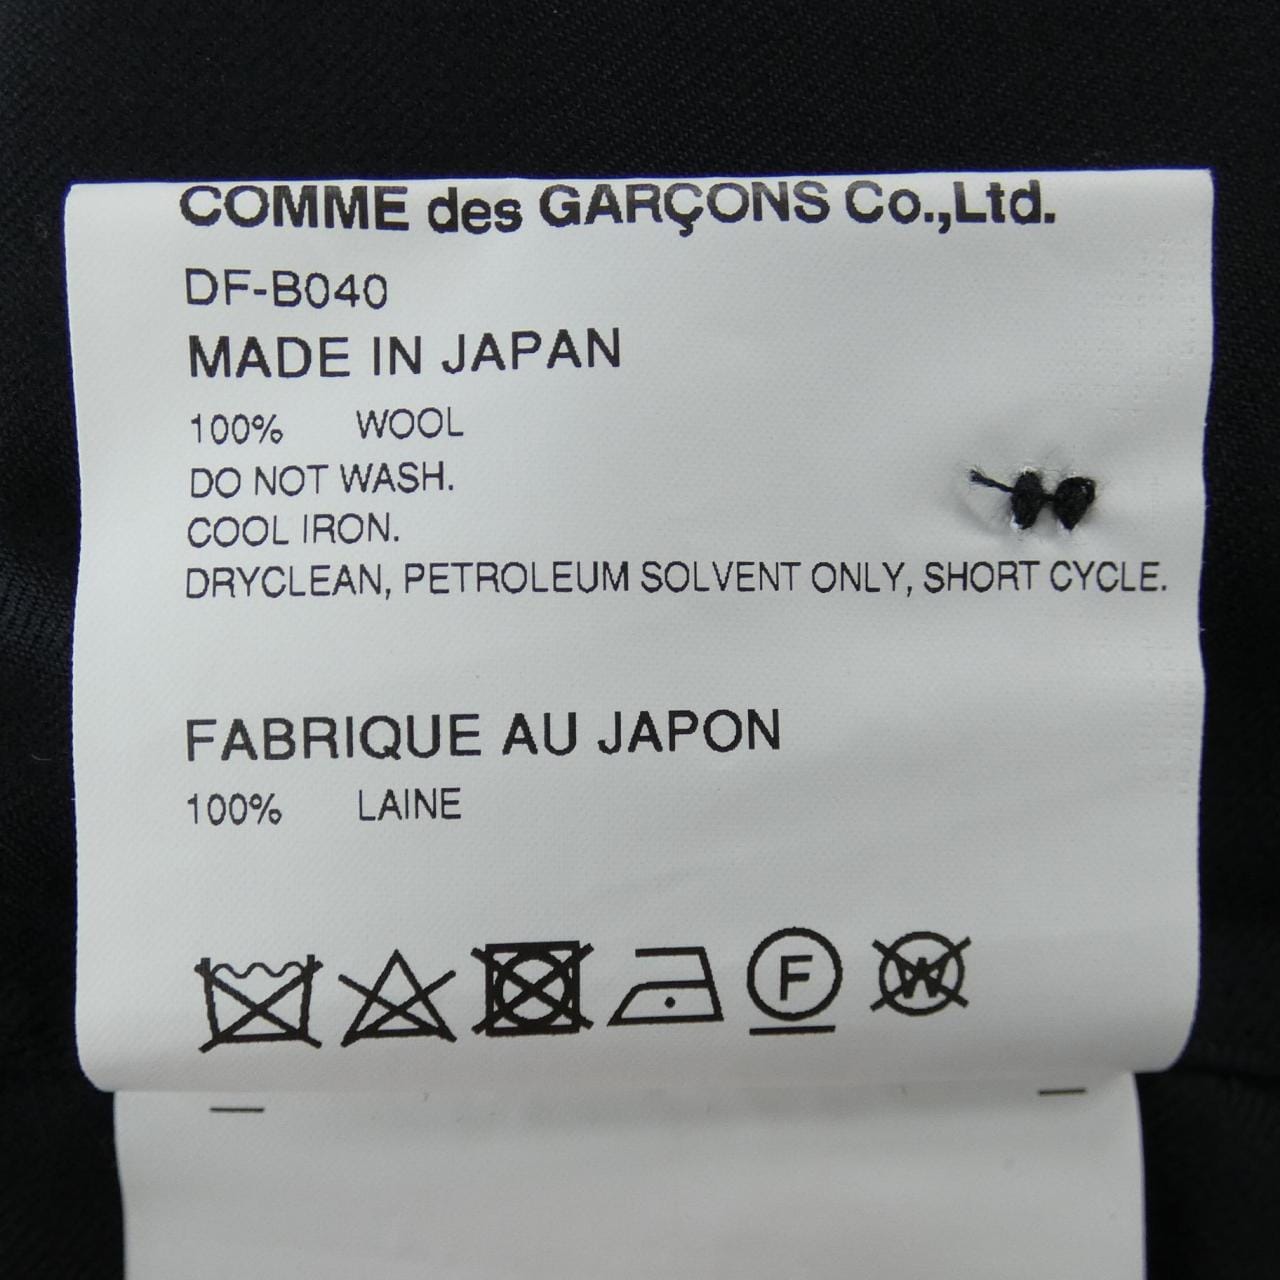 COMME des GARÇONS Co.,Ltd.
DF-B040
MADE IN JAPAN
100% WOOL
DO NOT WASH.
COOL IRON.
DRYCLEAN, PETROLEUM SOLVENT ONLY, SHORT CYCLE.
FABRIQUE AU JAPON
100% LAINE
F W